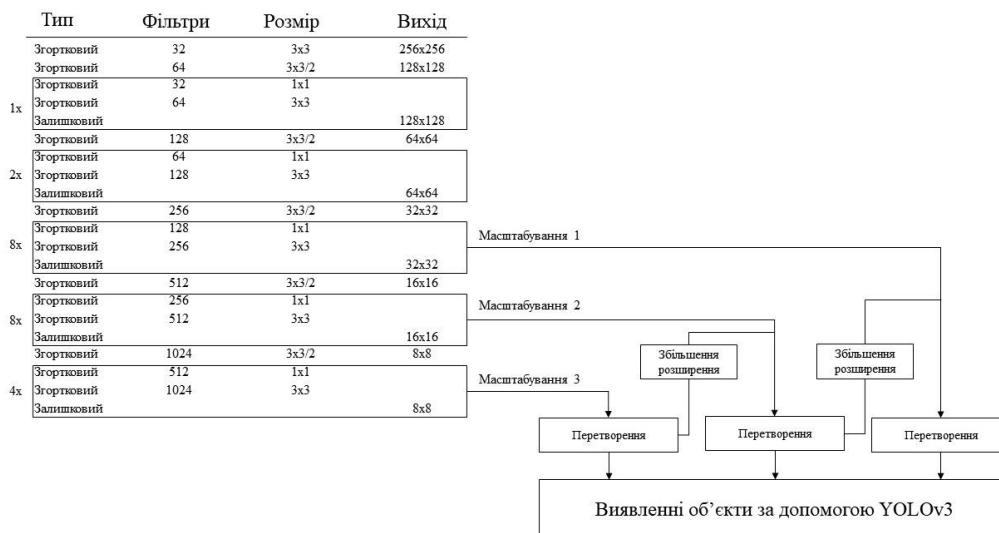 Тип Фільтри Розмір Вихід
Згортковий 32 3x3 256x256
Згортковий 64 3x3/2 128x128
Згортковий 32 1x1
1x Згортковий 64 3x3
Залишковий 128x128
Згортковий 128 3x3/2 64x64
Згортковий 64 1x1
2x Згортковий 128 3x3
Залишковий 64x64
Згортковий 256 3x3/2 32x32
Згортковий 128 1x1
8x Згортковий 256 3x3
Залишковий 32x32
Згортковий 512 3x3/2 16x16
Згортковий 256 1x1
8x Згортковий 512 3x3
Залишковий 16x16
Згортковий 1024 3x3/2 8x8
Згортковий 512 1x1
4x Згортковий 1024 3x3
Залишковий 8x8
Масштабування 1
Масштабування 2
Масштабування 3
Збільшення
розширення
Збільшення
розширення
Перетворення
Перетворення
Перетворення
Виявленні об’єкти за допомогою YOLOv3